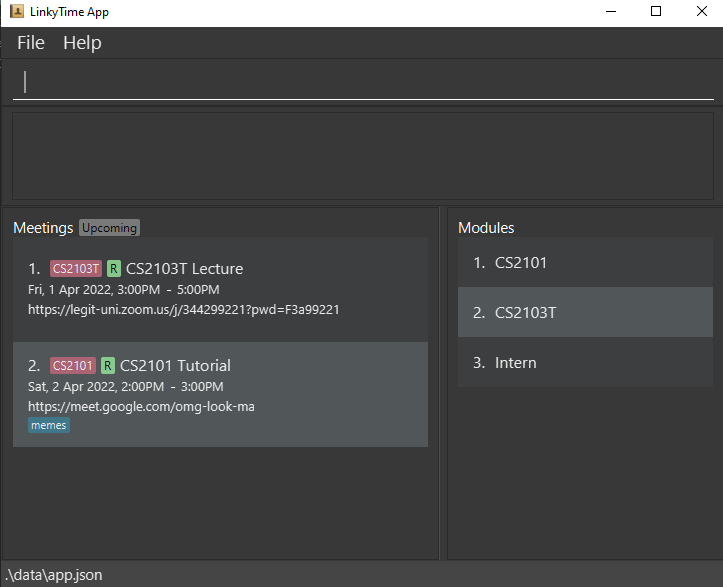 LinkyTime App
File Help
Meetings Upcoming
1. CS2103T R CS2103T Lecture
Fri, 1 Apr 2022, 3:00PM - 5:00PM
https://legit-uni.zoom.us/j/344299221?pwd=F3a99221
2. CS2101 R CS2101 Tutorial
Sat, 2 Apr 2022, 2:00PM - 3:00PM
https://meet.google.com/omg-look-ma
memes
Modules
1. CS2101
2. CS2103T
3. Intern
.\data\app.json